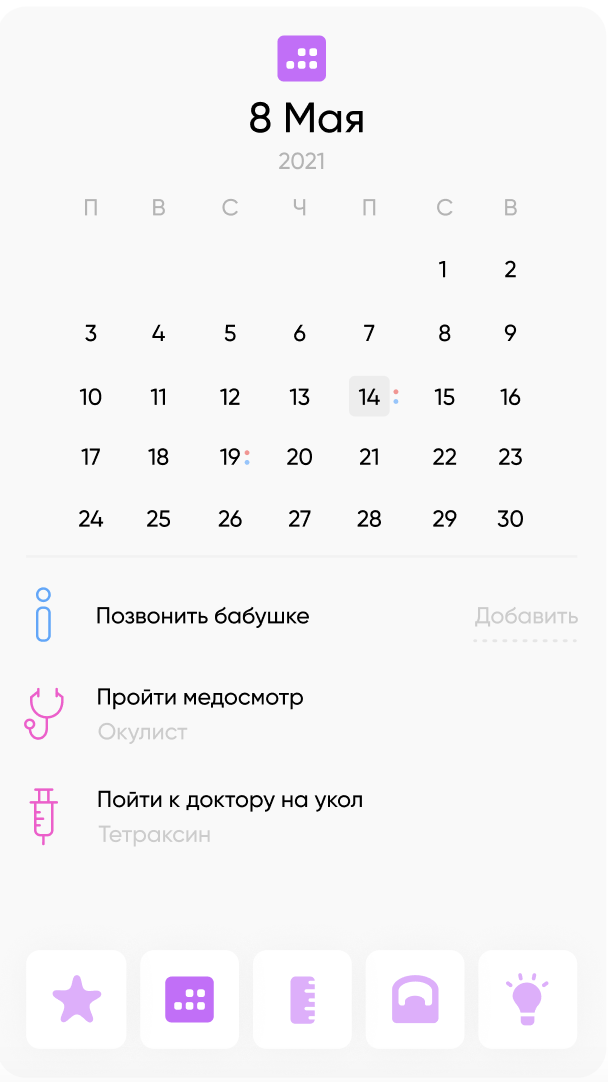 8 Мая
2021
П В С Ч П С В
1 2
3 4 5 6 7 8 9
10 11 12 13 14 15 16
17 18 19 20 21 22 23
24 25 26 27 28 29 30
Позвонить бабушке Добавить
Пройти медосмотр
Окулист
Пойти к доктору на укол
Тетраксин